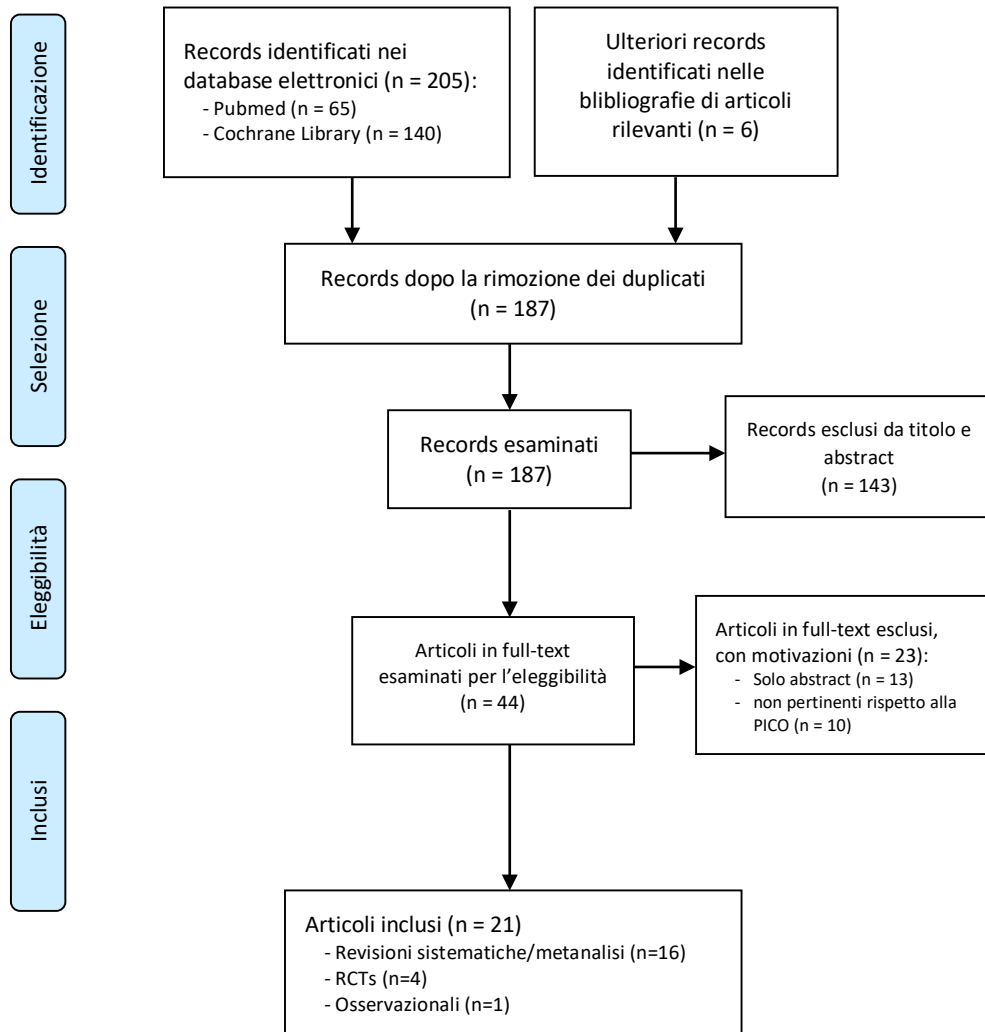 Identificazione
Records identificati nei
database elettronici (n = 205):
- Pubmed (n = 65)
- Cochrane Library (n = 140)
Ulteriori records
identificati nelle
blibliografie di articoli
rilevanti (n = 6)
Selezione
Records dopo la rimozione dei duplicati
(n = 187)
Records esaminati
(n = 187)
Records esclusi da titolo e
abstract
(n = 143)
Eleggibilità
Articoli in full-text
esaminati per l'eleggibilità
(n = 44)
Articoli in full-text esclusi,
con motivazioni (n = 23):
- Solo abstract (n = 13)
- non pertinenti rispetto alla
PICO (n = 10)
Inclusi
Articoli inclusi (n = 21)
- Revisioni sistematiche/metanalisi (n=16)
- RCTs (n=4)
- Osservazionali (n=1)